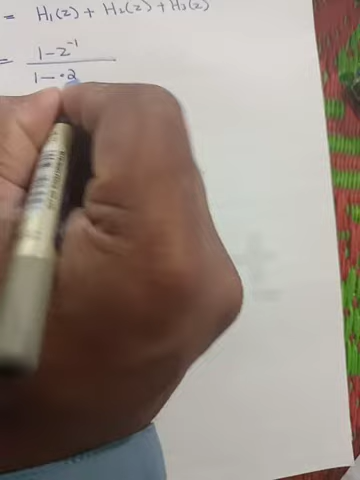 = H₁(z) + H₂(z) + H₃(z)
= 1-z⁻¹
1-.2